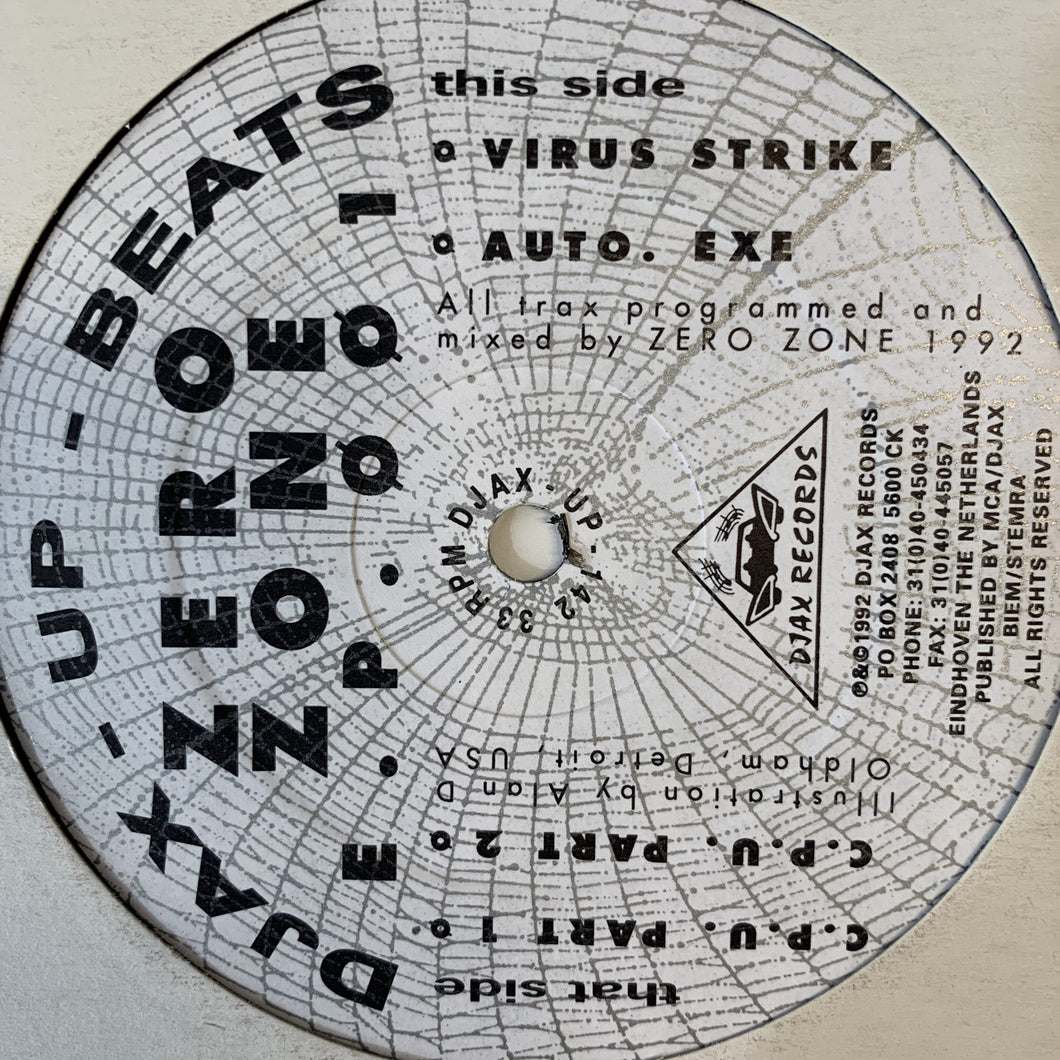 DJAX - UP - BEATS
ZERO
ZONE
E.P. ØØ1
this side
VIRUS STRIKE
AUTO. EXE
All trax programmed and
mixed by ZERO ZONE 1992
33 RPM DJAX - UP - 142
DJAX RECORDS
℗&©1992 DJAX RECORDS
PO BOX 2408 5600 CK
PHONE: 31(0)40-450434
FAX: 31(0)40-445057
EINDHOVEN THE NETHERLANDS
PUBLISHED BY MCA/DJAX
BIEM/STEMRA
ALL RIGHTS RESERVED
that side
C.P.U. PART 1
C.P.U. PART 2
Illustration by Alan D
Oldham, Detroit, USA